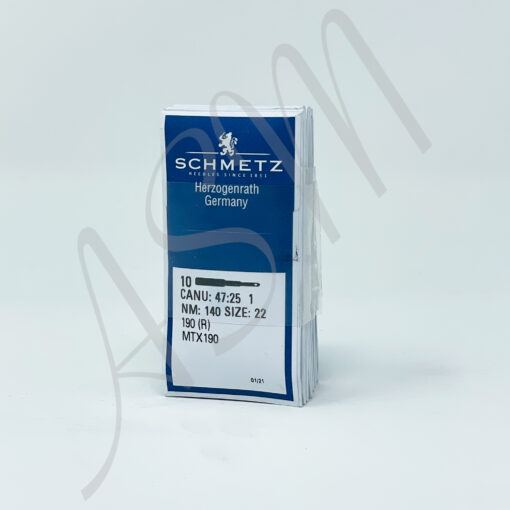 SCHMETZ
NEEDLES SINCE 1851
Herzogenrath
Germany
10
CANU: 47:25 1
NM: 140 SIZE: 22
190 (R)
MTX190
01/21
ASM